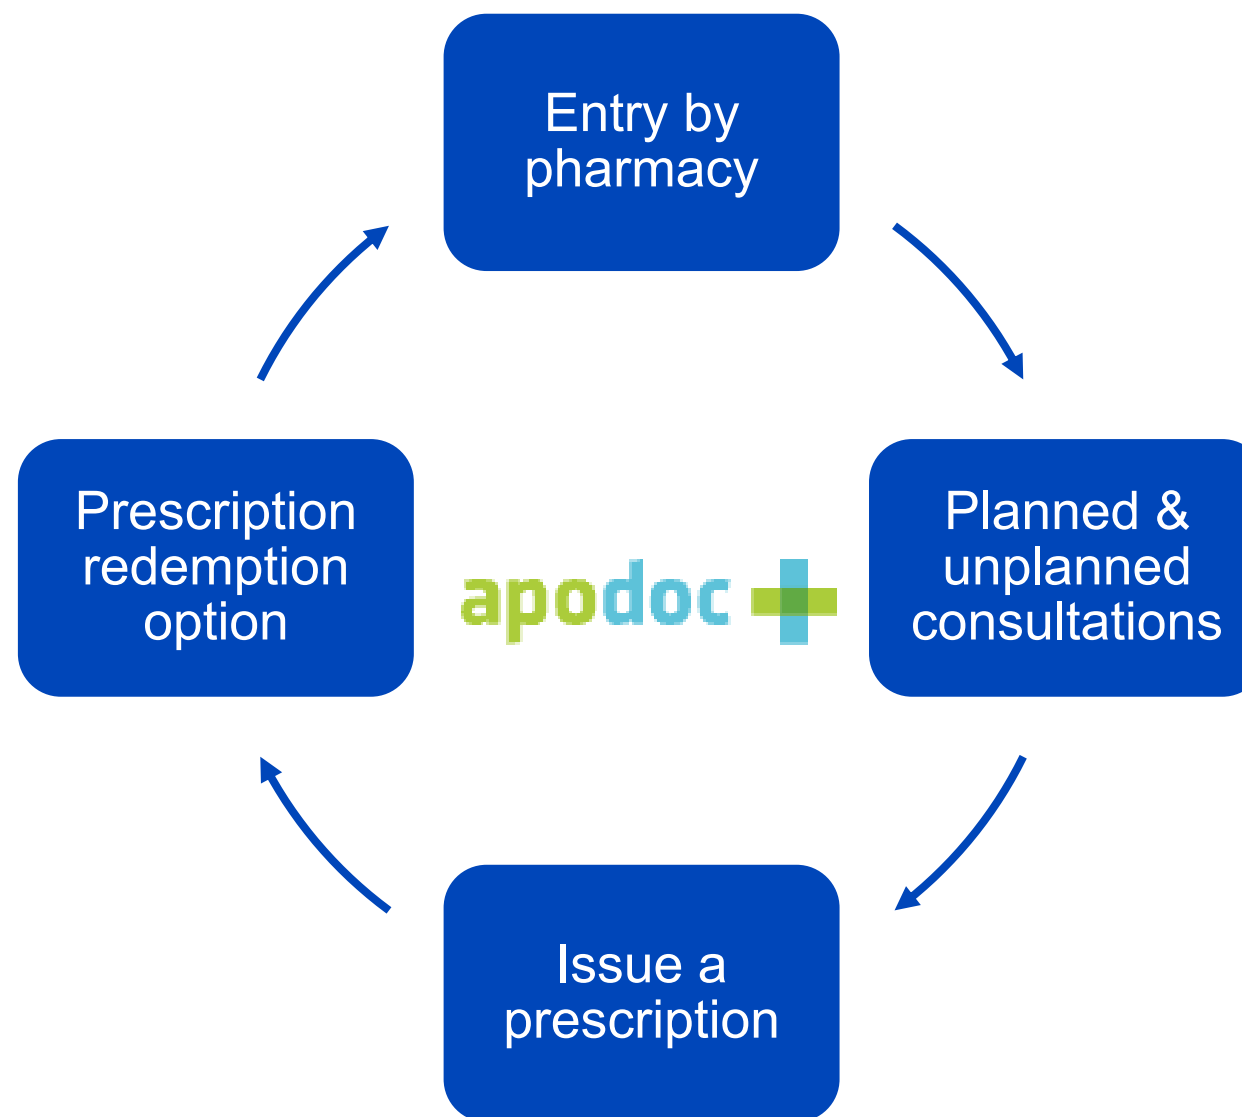 Entry by
pharmacy
Prescription
redemption
option
apodoc
Planned &
unplanned
consultations
Issue a
prescription